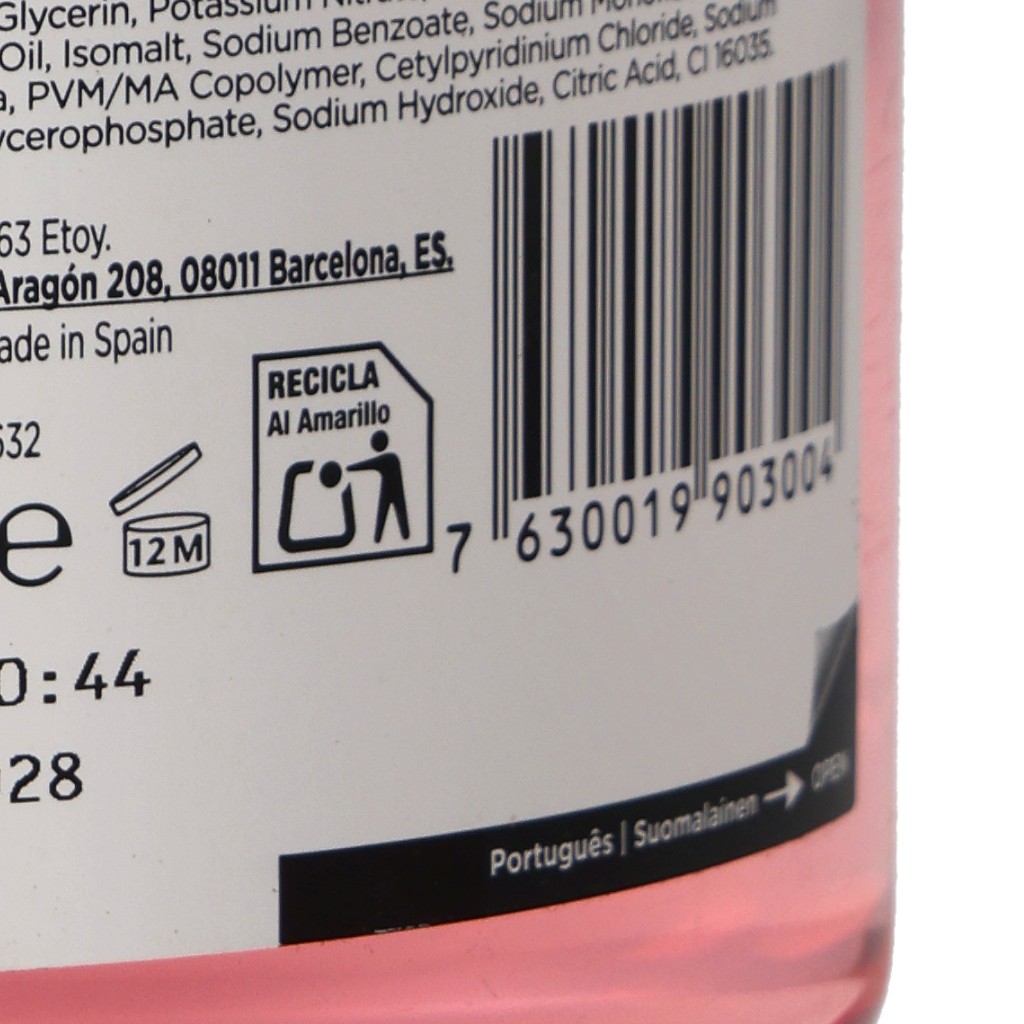 Glycerin, Potassium
Oil, Isomalt, Sodium Benzoate, Sodium
a, PVM/MA Copolymer, Cetylpyridinium Chloride, Sodium
ycerophosphate, Sodium Hydroxide, Citric Acid, CI 16035.
63 Etoy.
Aragón 208, 08011 Barcelona, ES.
ade in Spain
632
e
12M
RECICLA
Al Amarillo
7 630019 903004
0:44
28
Português | Suomalainen → OPEN